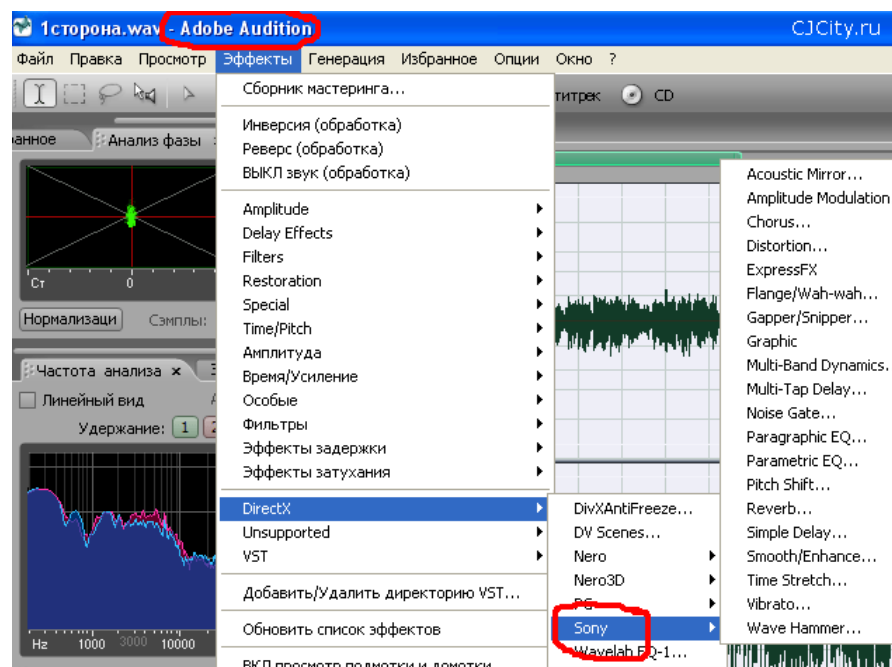 1сторона.wav - Adobe Audition
CJCity.ru
Файл Правка Просмотр Эффекты Генерация Избранное Опции Окно ?
Сборник мастеринга...
титрек CD
Инверсия (обработка)
Реверс (обработка)
ВЫКЛ звук (обработка)
анное Анализ фазы
Amplitude
Delay Effects
Filters
Restoration
Special
Time/Pitch
Амплитуда
Время/Усиление
Особые
Фильтры
Эффекты задержки
Эффекты затухания
DirectX
Unsupported
VST
Добавить/Удалить директорию VST...
Обновить список эффектов
ВКЛ просмотр подмотки и домотки
Ст 0
Нормализаци Сэмплы:
Частота анализа x
Линейный вид
Удержание: 1 2
Hz 1000 3000 10000
DivXAntiFreeze...
DV Scenes...
Nero
Nero3D
Sony
Wavelab EQ-1...
Acoustic Mirror...
Amplitude Modulation
Chorus...
Distortion...
ExpressFX
Flange/Wah-wah...
Gapper/Snipper...
Graphic
Multi-Band Dynamics.
Multi-Tap Delay...
Noise Gate...
Paragraphic EQ...
Parametric EQ...
Pitch Shift...
Reverb...
Simple Delay...
Smooth/Enhance...
Time Stretch...
Vibrato...
Wave Hammer...